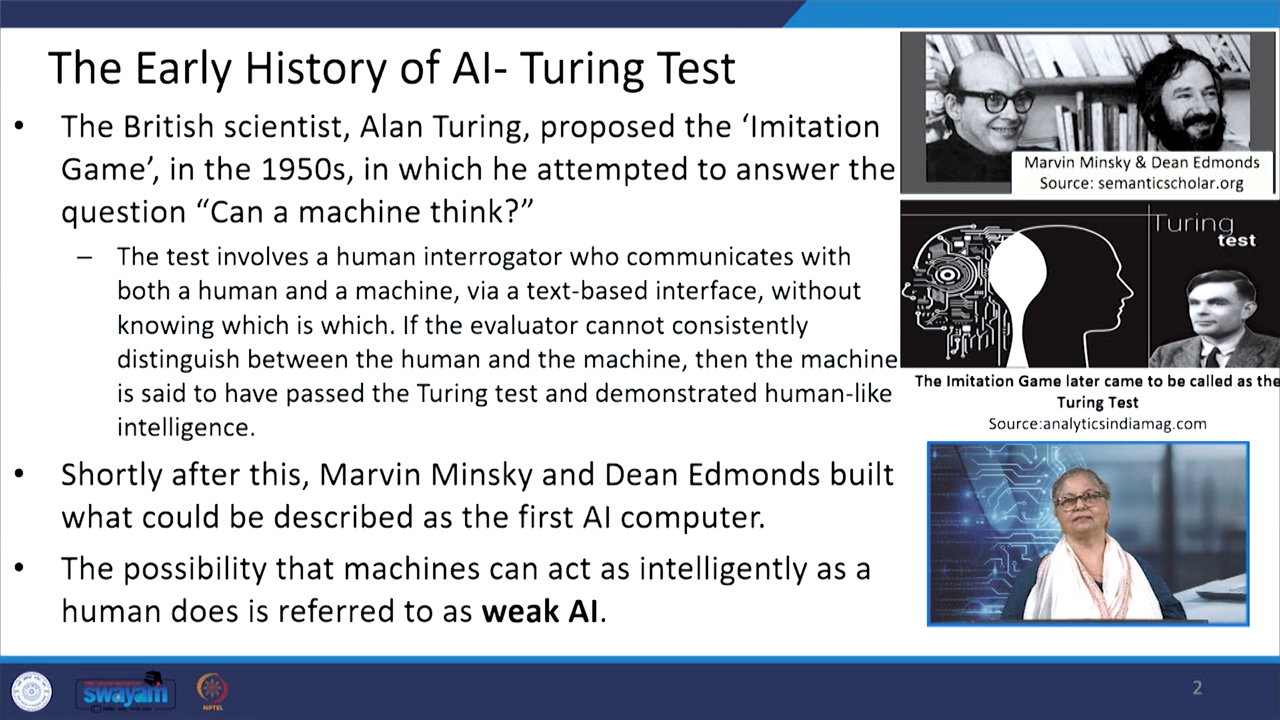 The Early History of AI- Turing Test
• The British scientist, Alan Turing, proposed the ‘Imitation
Game’, in the 1950s, in which he attempted to answer the
question “Can a machine think?”
– The test involves a human interrogator who communicates with
both a human and a machine, via a text-based interface, without
knowing which is which. If the evaluator cannot consistently
distinguish between the human and the machine, then the machine
is said to have passed the Turing test and demonstrated human-like
intelligence.
• Shortly after this, Marvin Minsky and Dean Edmonds built
what could be described as the first AI computer.
• The possibility that machines can act as intelligently as a
human does is referred to as weak AI.
Marvin Minsky & Dean Edmonds
Source: semanticscholar.org
Turing
test
The Imitation Game later came to be called as the
Turing Test
Source:analyticsindiamag.com
swayam
NPTEL
2